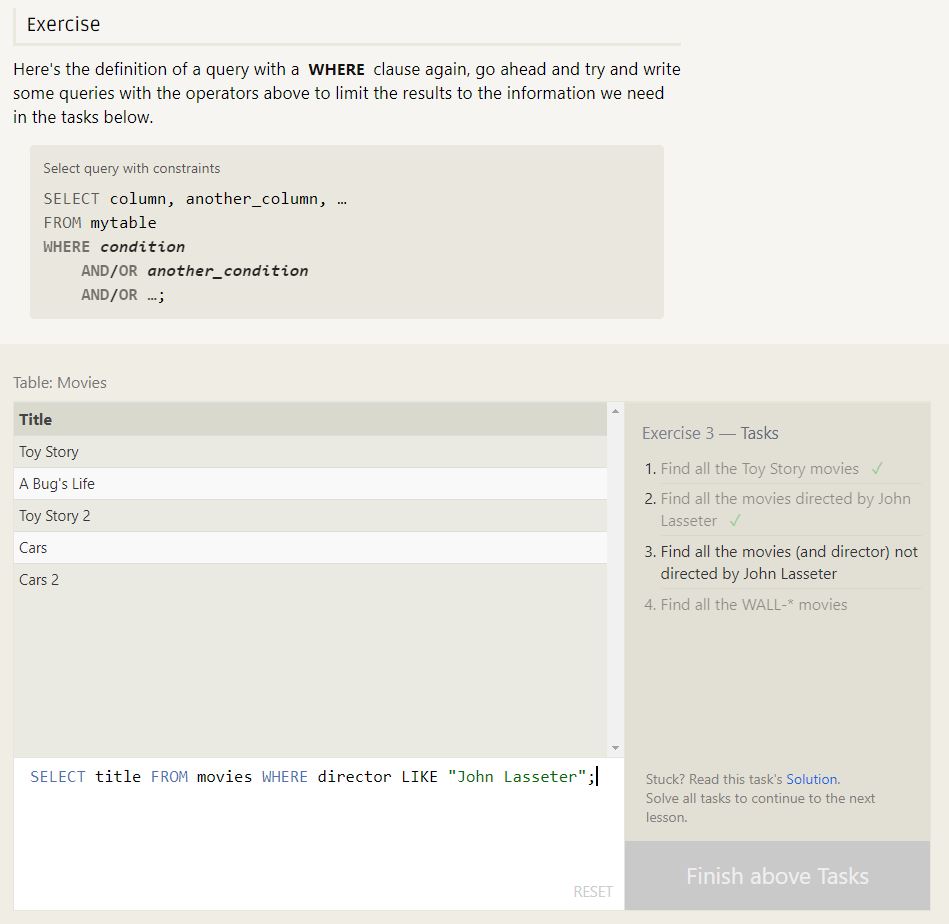 Exercise
Here's the definition of a query with a WHERE clause again, go ahead and try and write
some queries with the operators above to limit the results to the information we need
in the tasks below.
Select query with constraints
SELECT column, another_column, …
FROM mytable
WHERE condition
AND/OR another_condition
AND/OR …;
Table: Movies
Title
Toy Story
A Bug's Life
Toy Story 2
Cars
Cars 2
SELECT title FROM movies WHERE director LIKE "John Lasseter";
RESET
Exercise 3 — Tasks
1. Find all the Toy Story movies ✓
2. Find all the movies directed by John
Lasseter ✓
3. Find all the movies (and director) not
directed by John Lasseter
4. Find all the WALL-* movies
Stuck? Read this task's Solution.
Solve all tasks to continue to the next
lesson.
Finish above Tasks